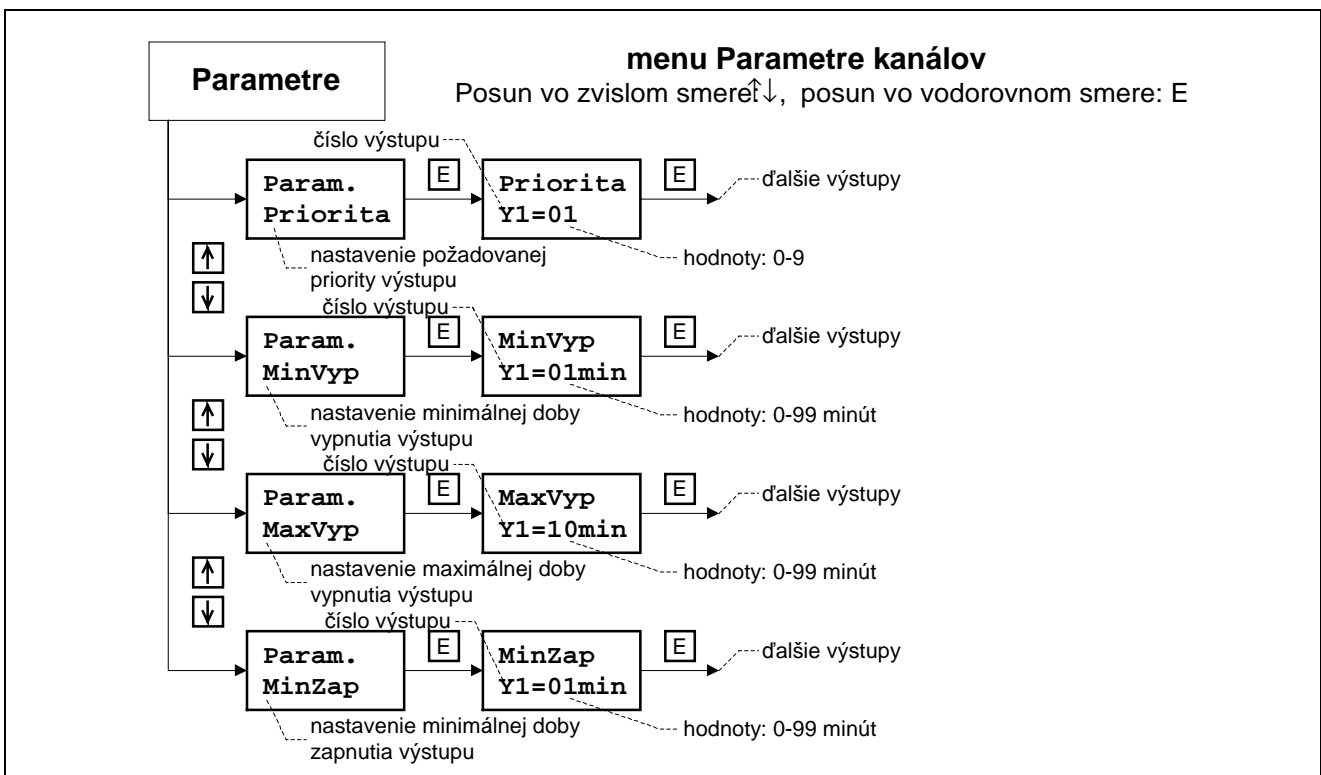 Parametre
menu Parametre kanálov
Posun vo zvislom smere:↑↓, posun vo vodorovnom smere: E
číslo výstupu
Param.
Priorita
E
Priorita
Y1=01
E
ďalšie výstupy
nastavenie požadovanej
priority výstupu
hodnoty: 0-9
↑
↓
číslo výstupu
Param.
MinVyp
E
MinVyp
Y1=01min
E
ďalšie výstupy
nastavenie minimálnej doby
vypnutia výstupu
hodnoty: 0-99 minút
↑
↓
číslo výstupu
Param.
MaxVyp
E
MaxVyp
Y1=10min
E
ďalšie výstupy
nastavenie maximálnej doby
vypnutia výstupu
hodnoty: 0-99 minút
↑
↓
číslo výstupu
Param.
MinZap
E
MinZap
Y1=01min
E
ďalšie výstupy
nastavenie minimálnej doby
zapnutia výstupu
hodnoty: 0-99 minút